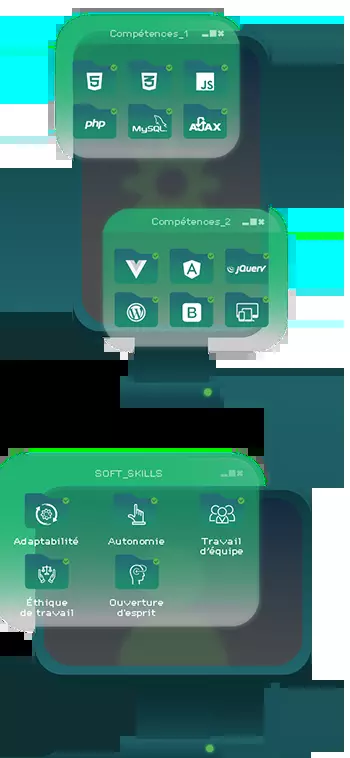 Compétences_1
5
3
JS
php
MySQL
AJAX
Compétences_2
V
A
jQuery
W
B
SOFT_SKILLS
Adaptabilité
Autonomie
Travail
d'équipe
Éthique
de travail
Ouverture
d'esprit